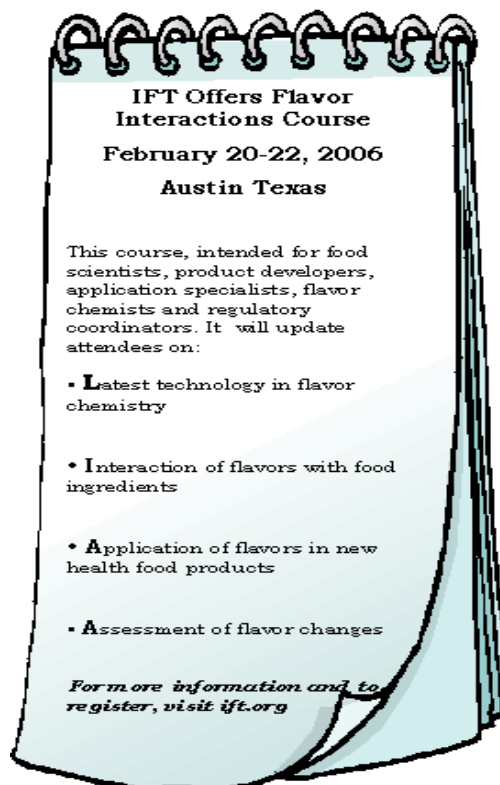 IFT Offers Flavor
Interactions Course
February 20-22, 2006
Austin Texas
This course, intended for food
scientists, product developers,
application specialists, flavor
chemists and regulatory
coordinators. It will update
attendees on:
• Latest technology in flavor
chemistry
• Interaction of flavors with food
ingredients
• Application of flavors in new
health food products
• Assessment of flavor changes
For more information and to
register, visit ift.org